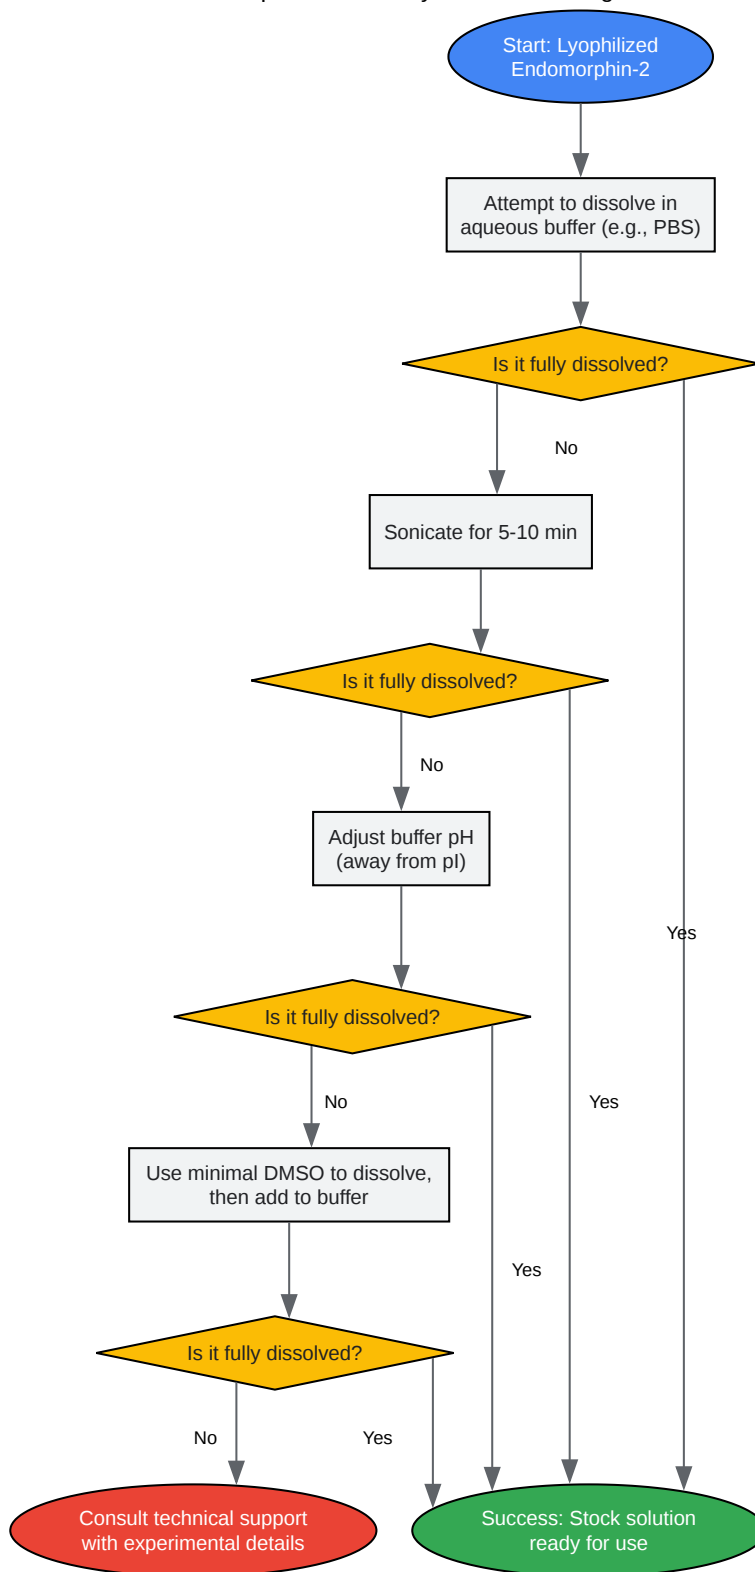 Start: Lyophilized
Endomorphin-2
Attempt to dissolve in
aqueous buffer (e.g., PBS)
Is it fully dissolved?
No
Sonicate for 5-10 min
Is it fully dissolved?
No
Adjust buffer pH
(away from pI)
Yes
Is it fully dissolved?
No
Yes
Use minimal DMSO to dissolve,
then add to buffer
Yes
Is it fully dissolved?
No
Yes
Consult technical support
with experimental details
Success: Stock solution
ready for use